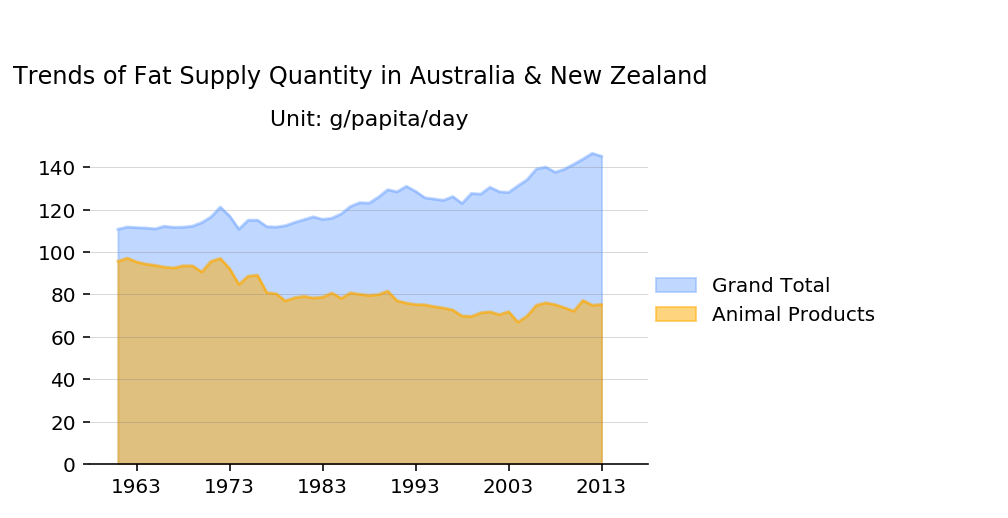 Trends of Fat Supply Quantity in Australia & New Zealand
Unit: g/papita/day
140
120
100
80
60
40
20
0
1963 1973 1983 1993 2003 2013
Grand Total
Animal Products